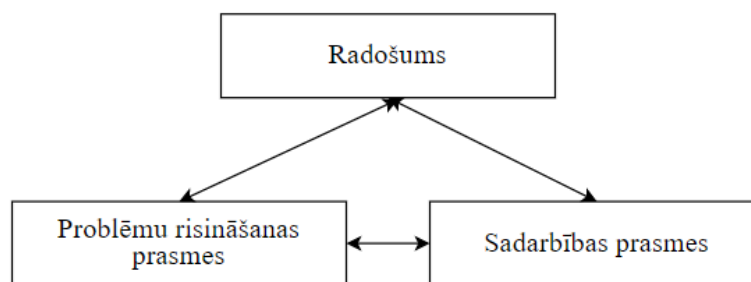 Radošums
Problēmu risināšanas
prasmes
Sadarbības prasmes